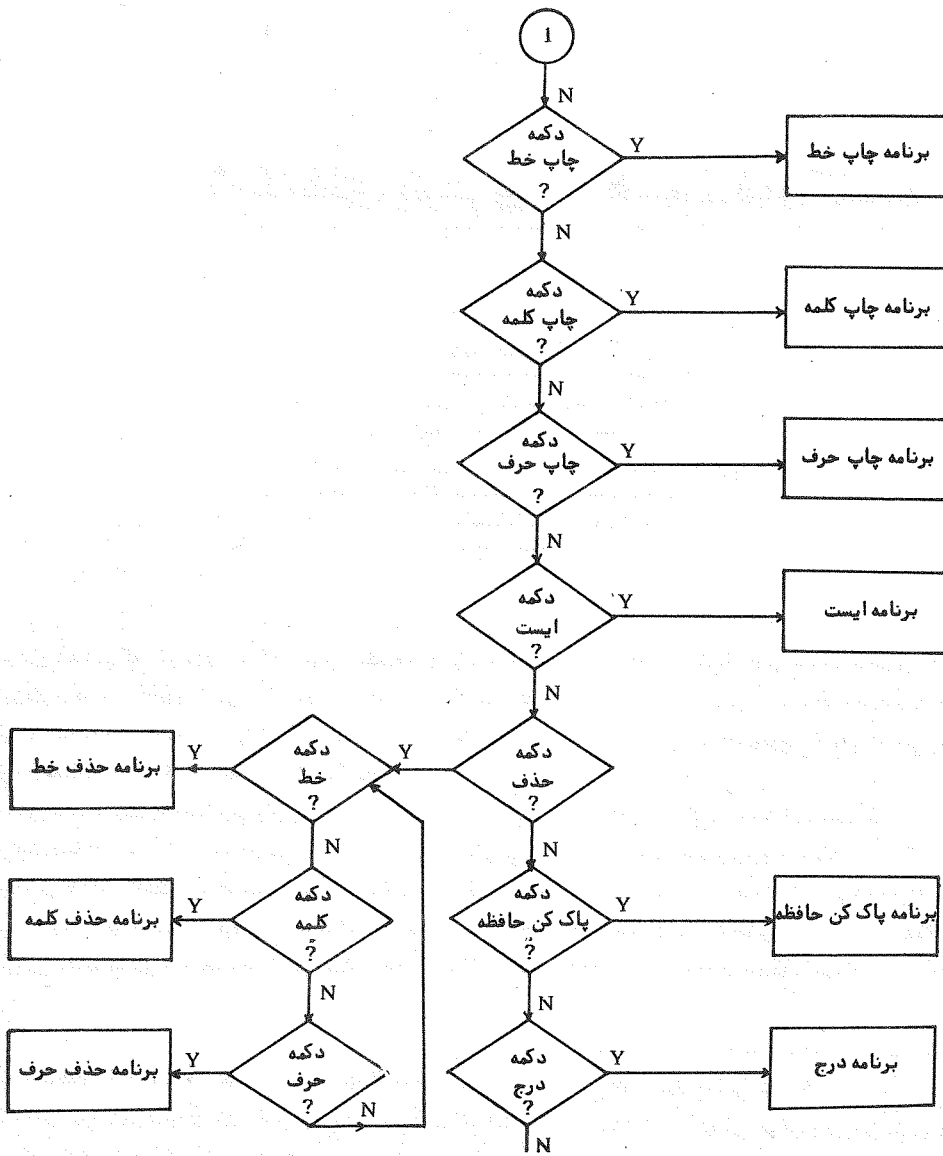 1
N
دکمه
چاپ خط
?
Y
برنامه چاپ خط
N
دکمه
چاپ کلمه
?
Y
برنامه چاپ کلمه
N
دکمه
چاپ حرف
?
Y
برنامه چاپ حرف
N
دکمه
ایست
?
Y
برنامه ایست
N
دکمه
حذف
?
Y
دکمه
خط
?
Y
برنامه حذف خط
N
دکمه
کلمه
?
Y
برنامه حذف کلمه
N
دکمه
حرف
?
Y
برنامه حذف حرف
N
N
دکمه
پاک کن حافظه
?
Y
برنامه پاک کن حافظه
N
دکمه
درج
?
Y
برنامه درج
N